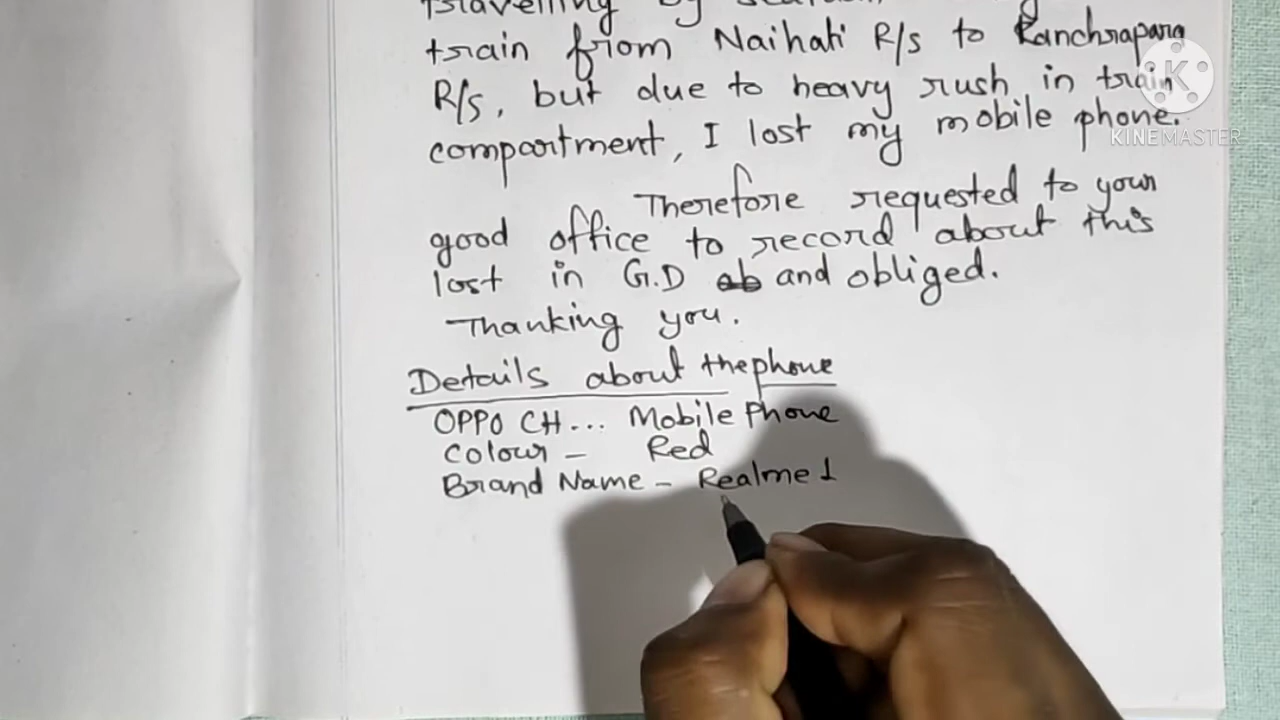 travelling by
train from Naihati R/s to Kanchrapara
R/s, but due to heavy rush in train
compartment, I lost my mobile phone.
Therefore requested to your
good office to record about this
lost in G.D and obliged.
Thanking you.
Details about the phone
OPPO CH... Mobile Phone
Colour - Red
Brand Name - Realme 1
K
KINEMASTER